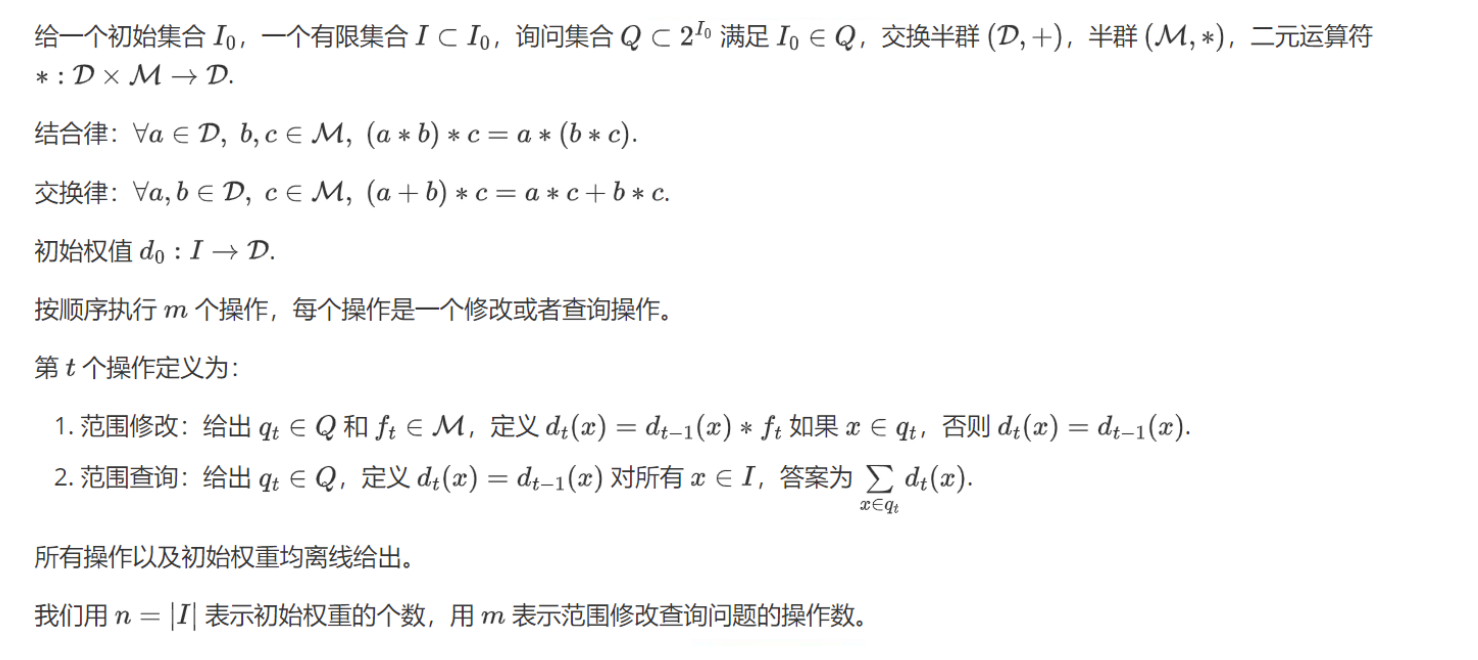 给一个初始集合 $I_0$，一个有限集合 $I \subset I_0$，询问集合 $Q \subset 2^{I_0}$ 满足 $I_0 \in Q$，交换半群 $(\mathcal{D}, +)$，半群 $(\mathcal{M}, *)$，二元运算符
$* : \mathcal{D} \times \mathcal{M} \to \mathcal{D}$.
结合律：$\forall a \in \mathcal{D},\ b, c \in \mathcal{M},\ (a * b) * c = a * (b * c)$.
交换律：$\forall a, b \in \mathcal{D},\ c \in \mathcal{M},\ (a + b) * c = a * c + b * c$.
初始权值 $d_0 : I \to \mathcal{D}$.
按顺序执行 $m$ 个操作，每个操作是一个修改或者查询操作。
第 $t$ 个操作定义为：
1. 范围修改：给出 $q_t \in Q$ 和 $f_t \in \mathcal{M}$，定义 $d_t(x) = d_{t-1}(x) * f_t$ 如果 $x \in q_t$，否则 $d_t(x) = d_{t-1}(x)$.
2. 范围查询：给出 $q_t \in Q$，定义 $d_t(x) = d_{t-1}(x)$ 对所有 $x \in I$，答案为 $\sum_{x \in q_t} d_t(x)$.
所有操作以及初始权重均离线给出。
我们用 $n = |I|$ 表示初始权重的个数，用 $m$ 表示范围修改查询问题的操作数。